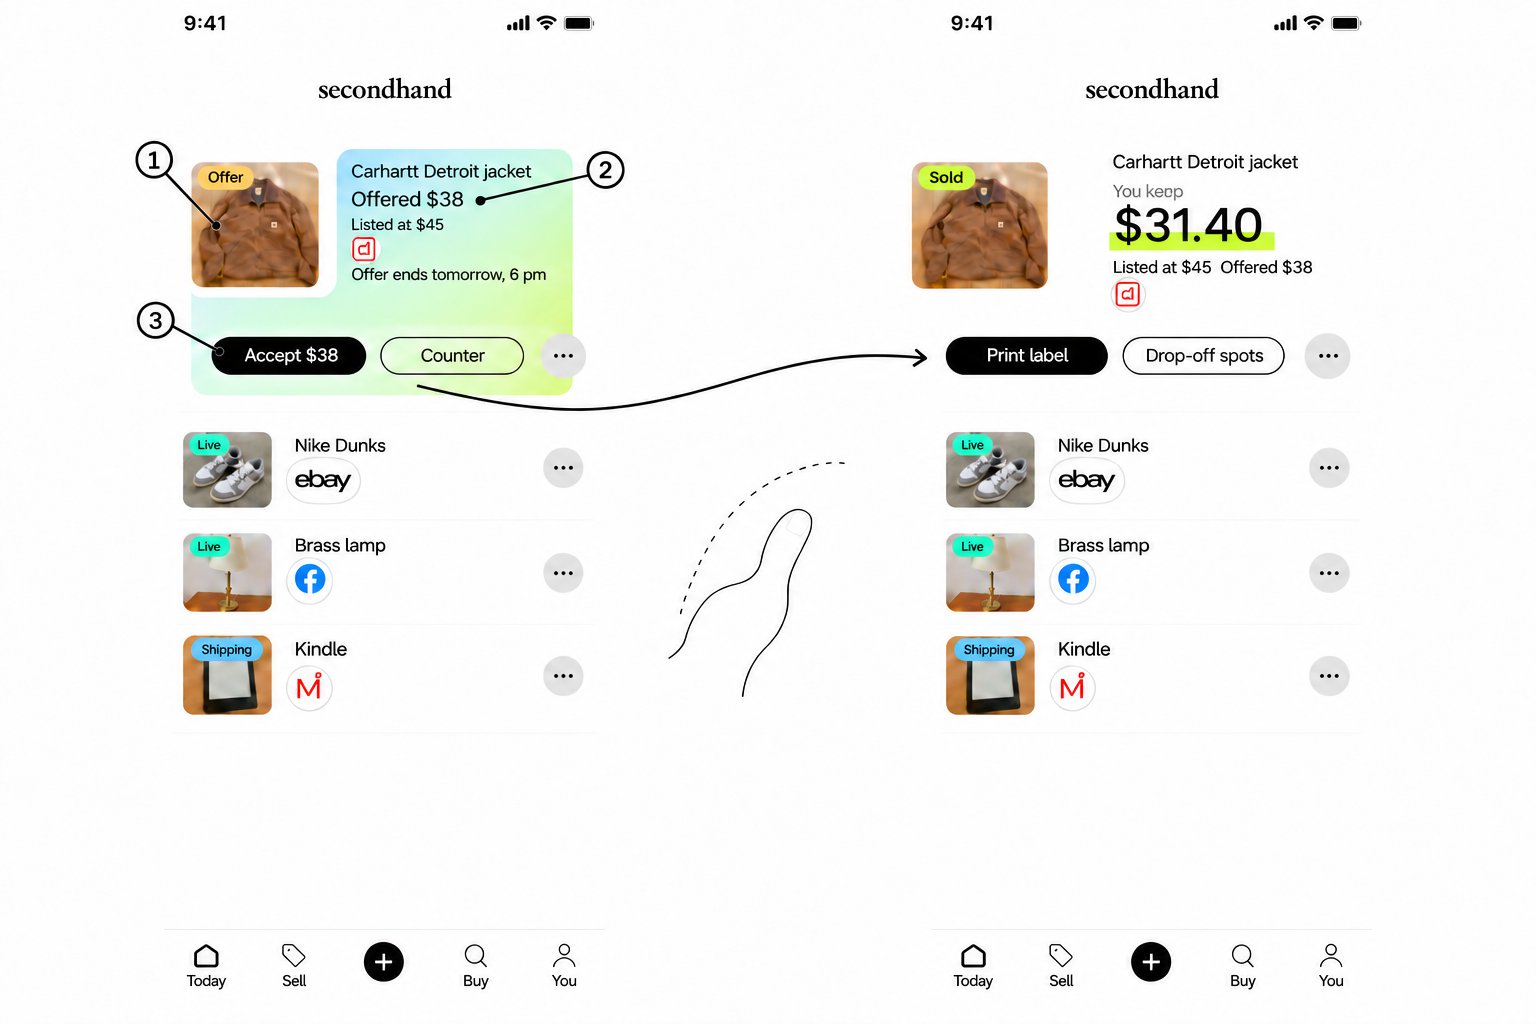 9:41
secondhand
1
Offer
Carhartt Detroit jacket
Offered $38
2
Listed at $45
Offer ends tomorrow, 6 pm
3
Accept $38
Counter
Live
Nike Dunks
ebay
Live
Brass lamp
f
Shipping
Kindle
Today
Sell
Buy
You
9:41
secondhand
Sold
Carhartt Detroit jacket
You keep
$31.40
Listed at $45 Offered $38
Print label
Drop-off spots
Live
Nike Dunks
ebay
Live
Brass lamp
f
Shipping
Kindle
Today
Sell
Buy
You